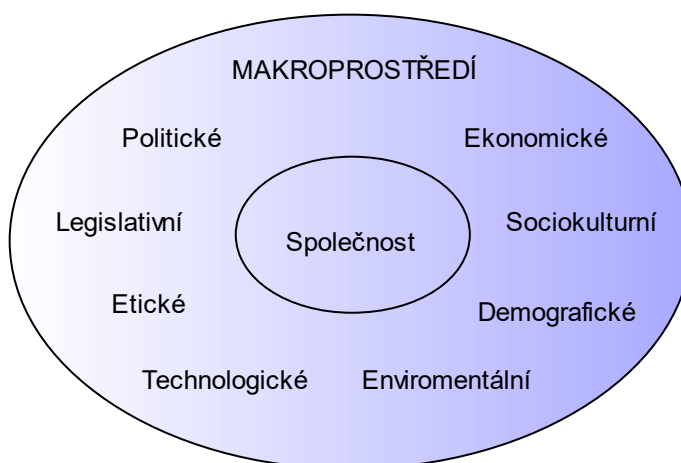 MAKROPROSTŘEDÍ
Politické
Ekonomické
Legislativní
Sociokulturní
Společnost
Etické
Demografické
Technologické
Enviromentální